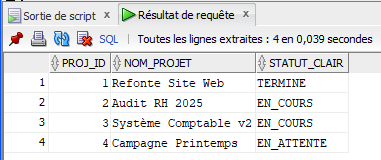 Sortie de script Résultat de requête
SQL | Toutes les lignes extraites : 4 en 0,039 secondes
PROJ_ID NOM_PROJET STATUT_CLAIR
1 1 Refonte Site Web TERMINE
2 2 Audit RH 2025 EN_COURS
3 3 Système Comptable v2 EN_COURS
4 4 Campagne Printemps EN_ATTENTE